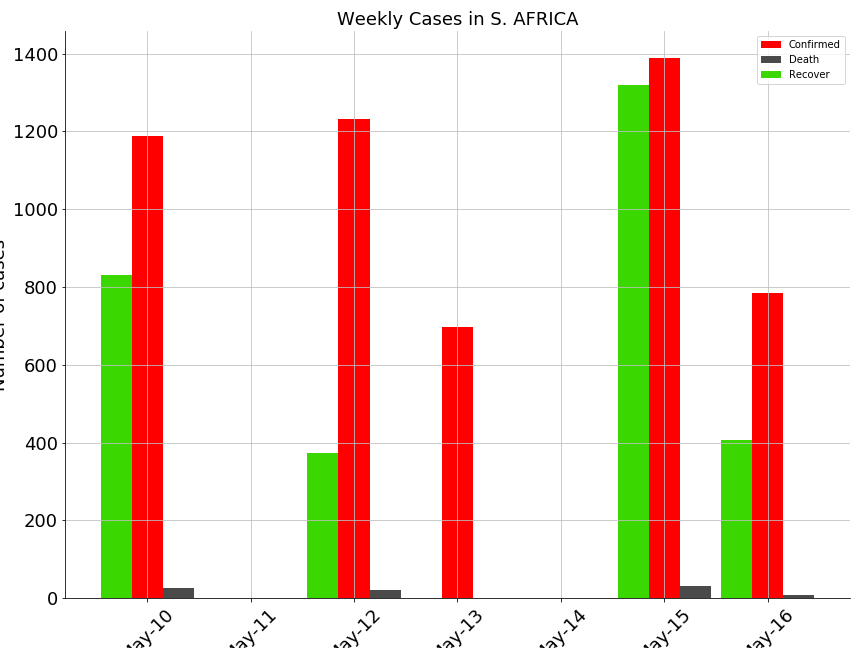 Weekly Cases in S. AFRICA
Confirmed
Death
Recover
1400
1200
1000
800
600
400
200
0
Number of cases
May-10
May-11
May-12
May-13
May-14
May-15
May-16